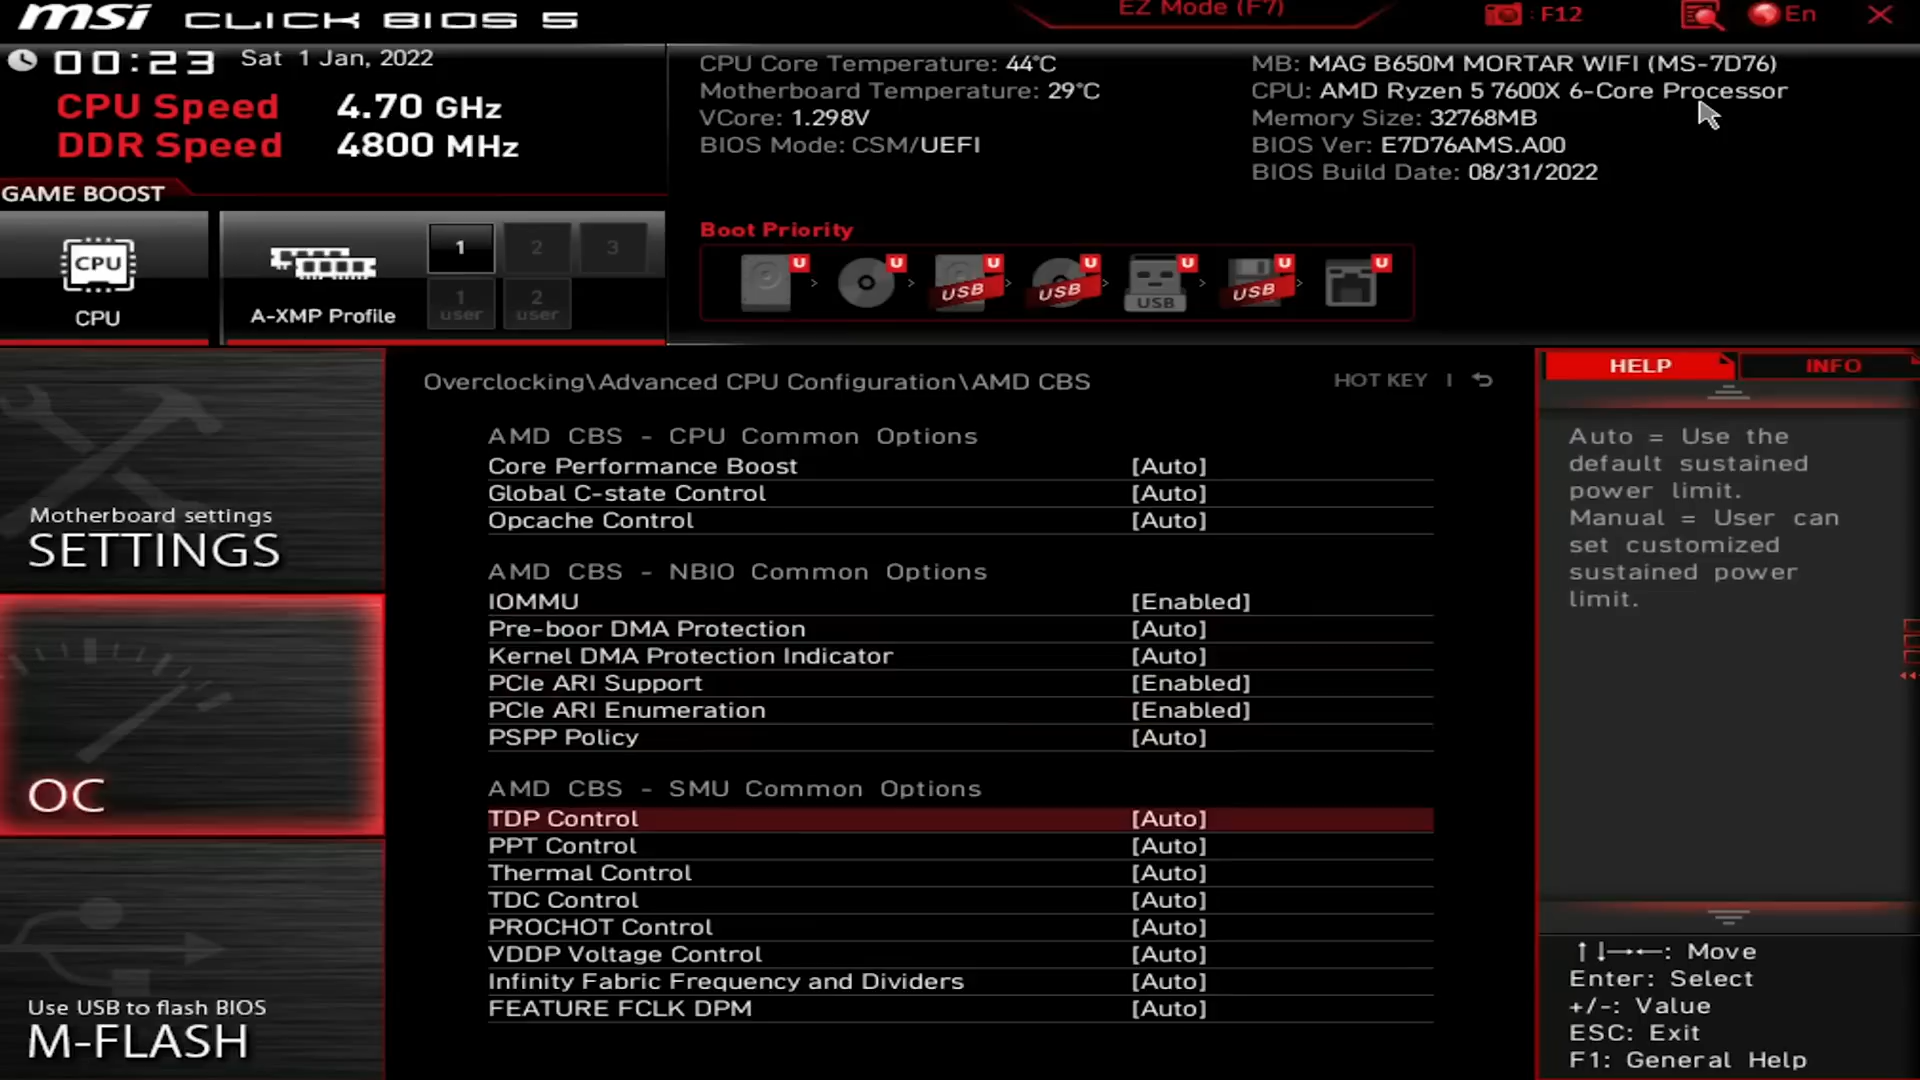 msi CLICK BIOS 5
EZ Mode (F7)
: F12
En
00:23 Sat 1 Jan, 2022
CPU Speed 4.70 GHz
DDR Speed 4800 MHz
CPU Core Temperature: 44°C
Motherboard Temperature: 29°C
VCore: 1.298V
BIOS Mode: CSM/UEFI
MB: MAG B650M MORTAR WIFI (MS-7D76)
CPU: AMD Ryzen 5 7600X 6-Core Processor
Memory Size: 32768MB
BIOS Ver: E7D76AMS.A00
BIOS Build Date: 08/31/2022
GAME BOOST
CPU
CPU
A-XMP Profile
1 2 3
1 user 2 user
Boot Priority
U U U U U U U
USB USB USB USB
Motherboard settings
SETTINGS
OC
Use USB to flash BIOS
M-FLASH
Overclocking\Advanced CPU Configuration\AMD CBS
HOT KEY |
AMD CBS - CPU Common Options
Core Performance Boost [Auto]
Global C-state Control [Auto]
Opcache Control [Auto]
AMD CBS - NBIO Common Options
IOMMU [Enabled]
Pre-boor DMA Protection [Auto]
Kernel DMA Protection Indicator [Auto]
PCIe ARI Support [Enabled]
PCIe ARI Enumeration [Enabled]
PSPP Policy [Auto]
AMD CBS - SMU Common Options
TDP Control [Auto]
PPT Control [Auto]
Thermal Control [Auto]
TDC Control [Auto]
PROCHOT Control [Auto]
VDDP Voltage Control [Auto]
Infinity Fabric Frequency and Dividers [Auto]
FEATURE FCLK DPM [Auto]
HELP
INFO
Auto = Use the
default sustained
power limit.
Manual = User can
set customized
sustained power
limit.
↑↓→←: Move
Enter: Select
+/-: Value
ESC: Exit
F1: General Help